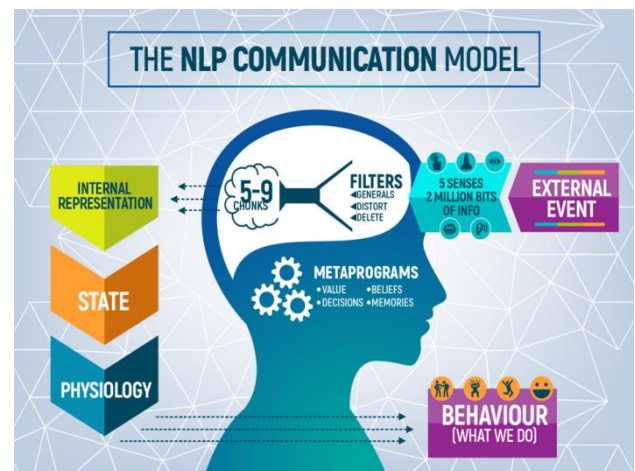 THE NLP COMMUNICATION MODEL
EXTERNAL
EVENT
5 SENSES
2 MILLION BITS
OF INFO
FILTERS
GENERALS
DISTORT
DELETE
5-9
CHUNKS
METAPROGRAMS
• VALUE • BELIEFS
• DECISIONS • MEMORIES
INTERNAL
REPRESENTATION
STATE
PHYSIOLOGY
BEHAVIOUR
(WHAT WE DO)